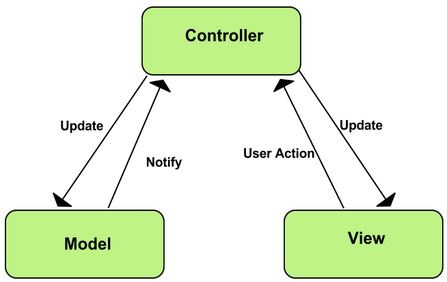 Controller
Update
Update
User Action
Notify
Model
View